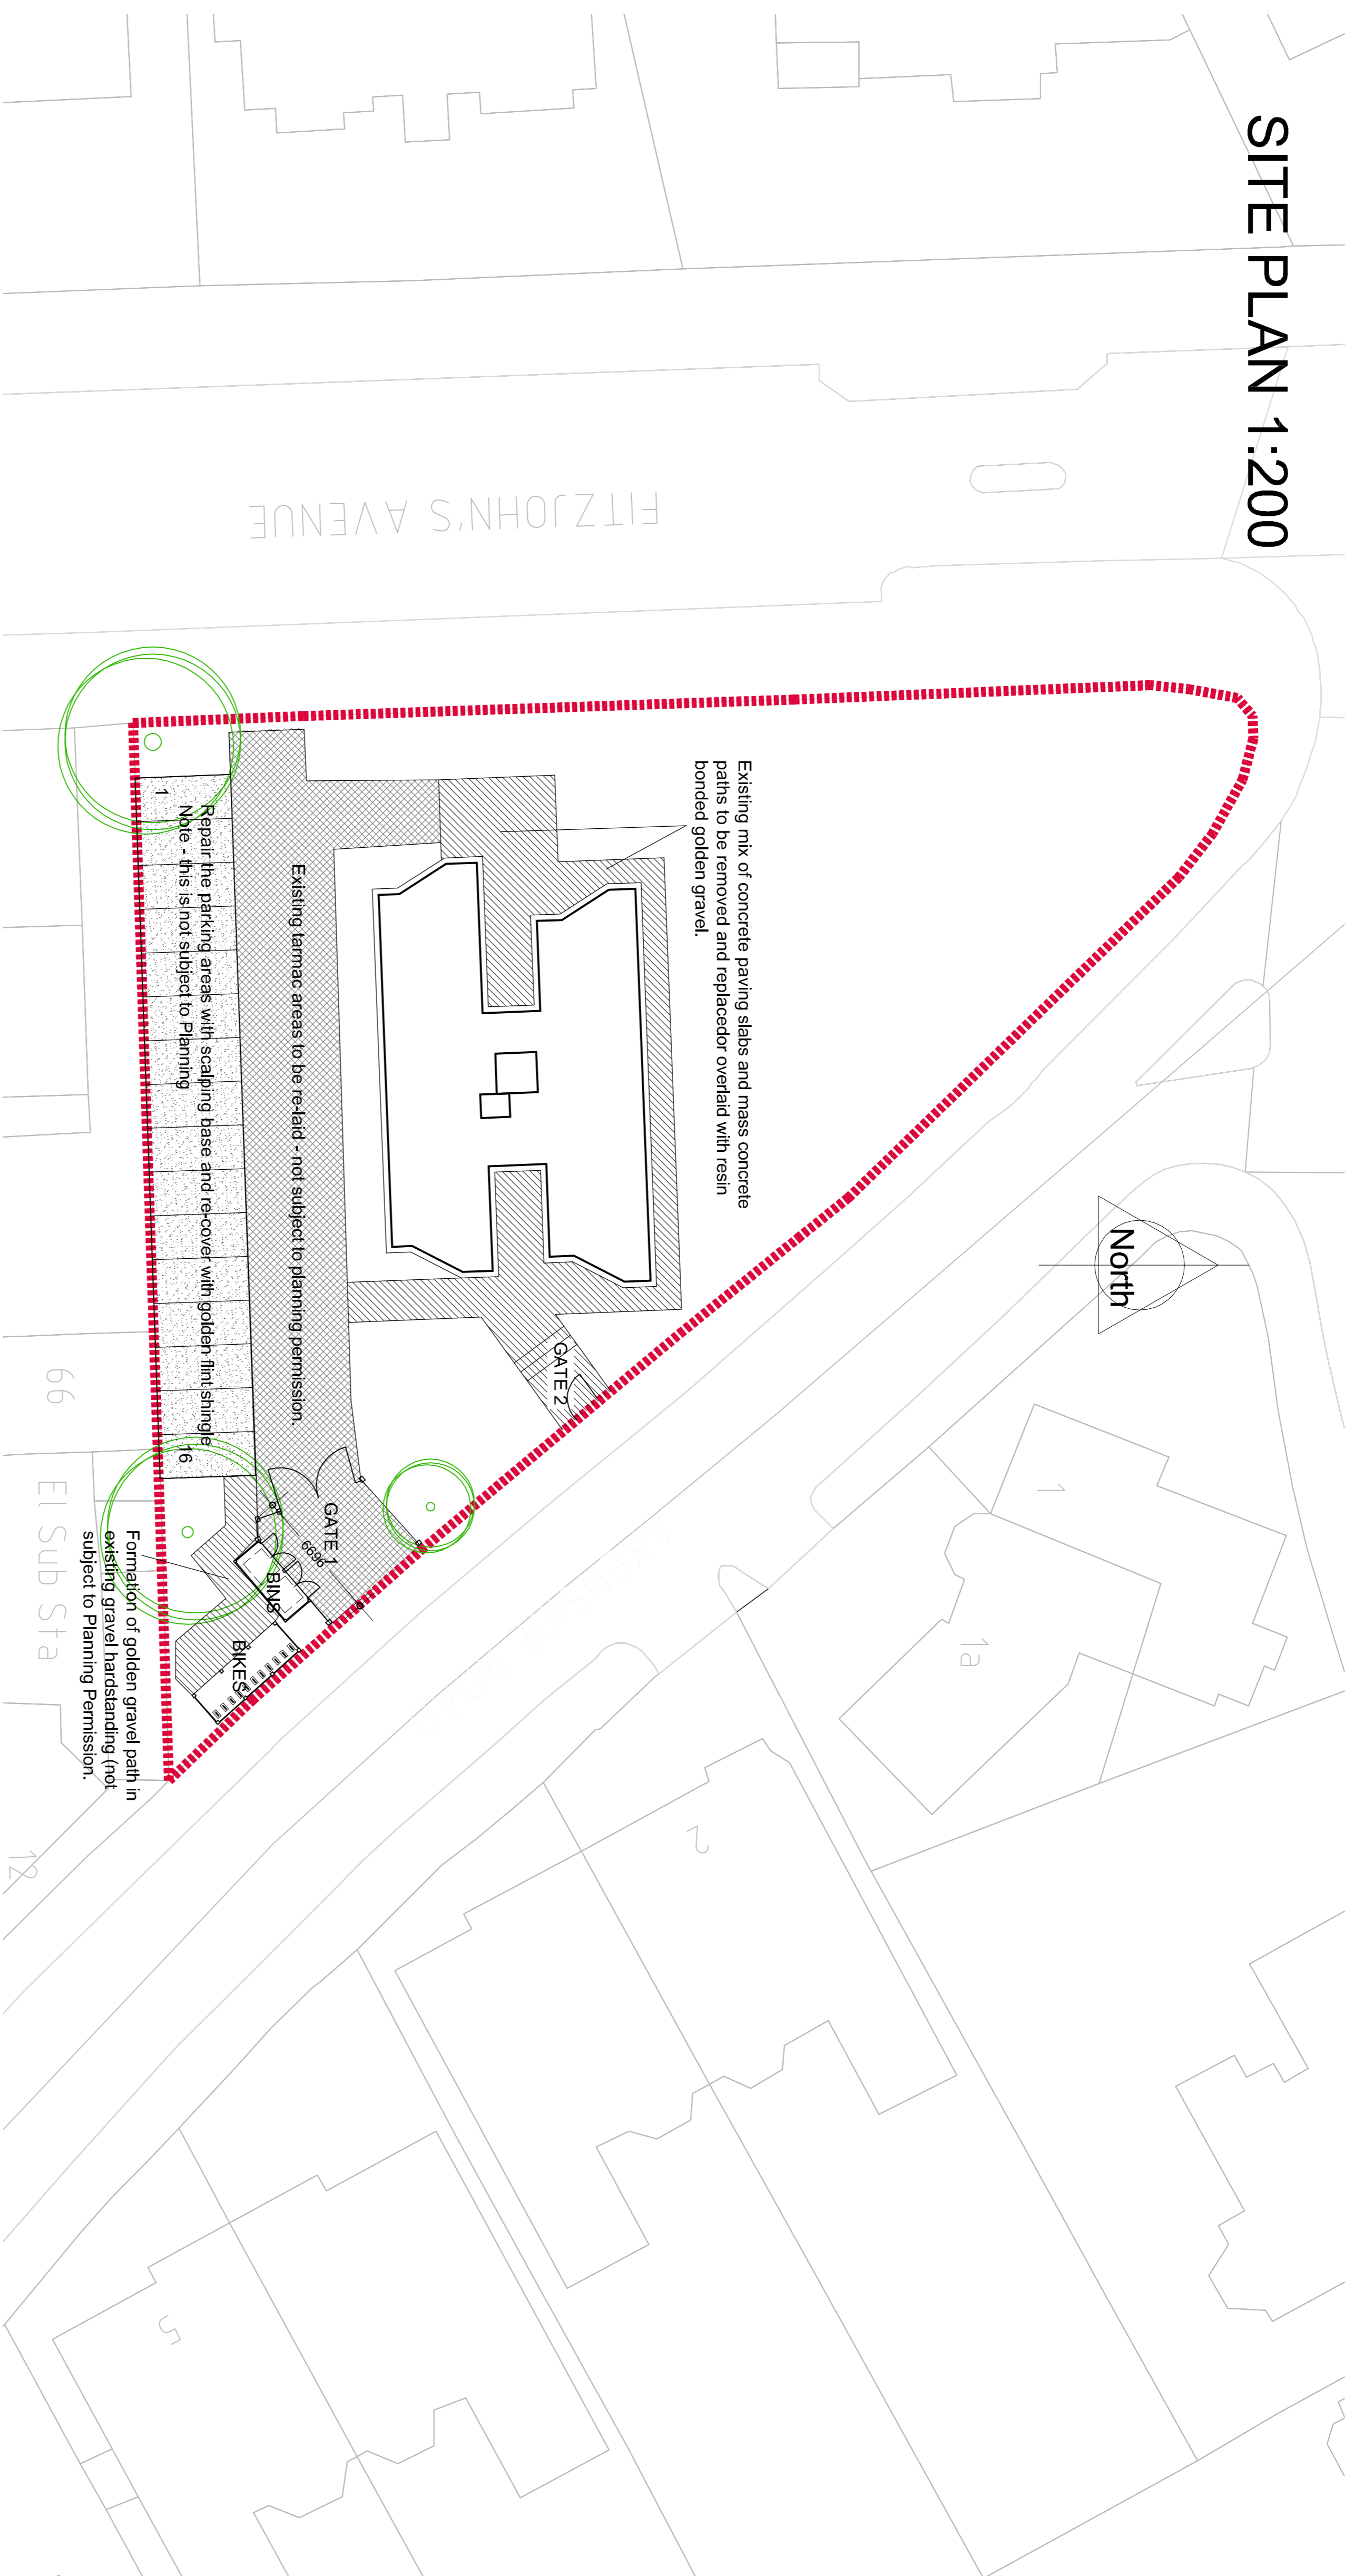 SITE PLAN 1:200
FITZJOHN'S AVENUE
Existing mix of concrete paving slabs and mass concrete
paths to be removed and replacedor overlaid with resin
bonded golden gravel.
North
1
Repair the parking areas with scalping base and re-cover with golden flint shingle
Note - this is not subject to Planning
16
Existing tarmac areas to be re-laid - not subject to planning permission.
GATE 2
GATE 1
6696
BINS
BIKES
Formation of golden gravel path in
existing gravel hardstanding (not
subject to Planning Permission.
AKENSIDE ROAD
66
El Sub Sta
12
1
1a
2
5